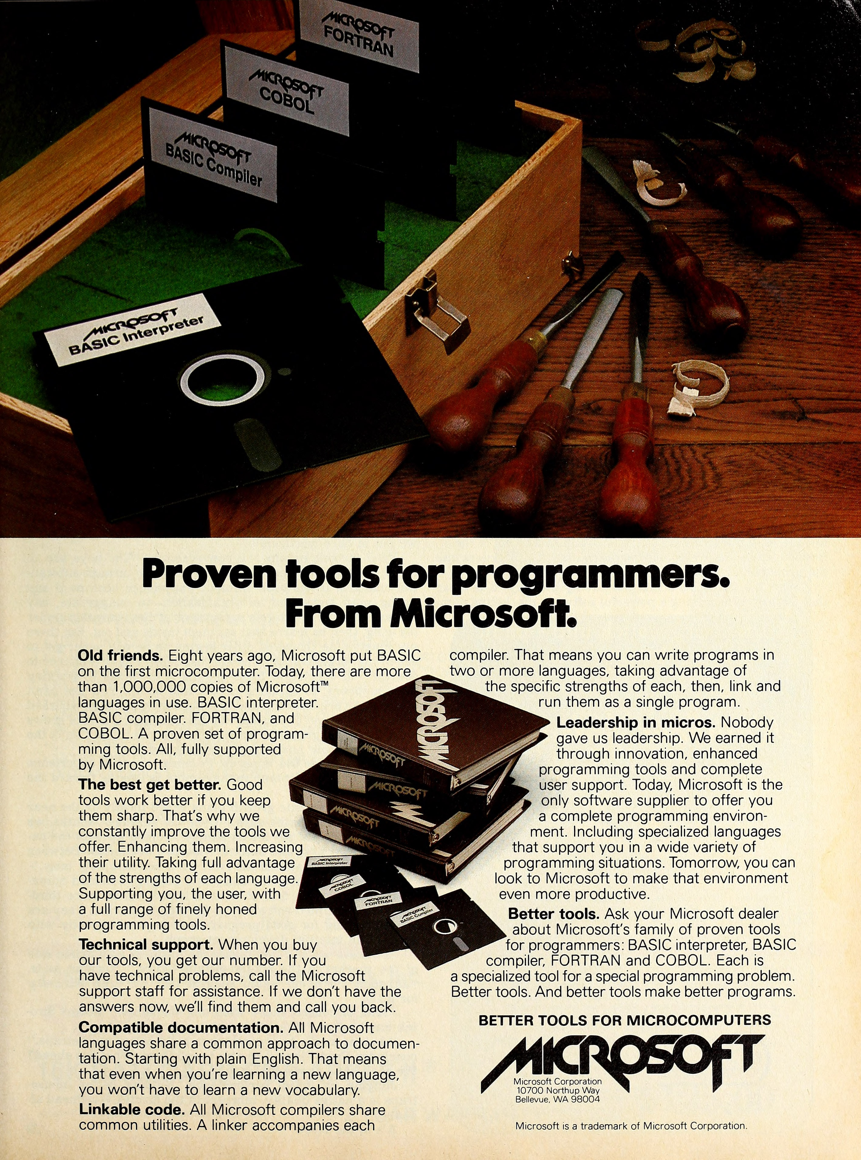 MICROSOFT
FORTRAN
MICROSOFT
COBOL
MICROSOFT
BASIC Compiler
MICROSOFT
BASIC Interpreter
Proven tools for programmers.
From Microsoft.
Old friends. Eight years ago, Microsoft put BASIC
on the first microcomputer. Today, there are more
than 1,000,000 copies of Microsoft™
languages in use. BASIC interpreter.
BASIC compiler. FORTRAN, and
COBOL. A proven set of program-
ming tools. All, fully supported
by Microsoft.
The best get better. Good
tools work better if you keep
them sharp. That's why we
constantly improve the tools we
offer. Enhancing them. Increasing
their utility. Taking full advantage
of the strengths of each language.
Supporting you, the user, with
a full range of finely honed
programming tools.
Technical support. When you buy
our tools, you get our number. If you
have technical problems, call the Microsoft
support staff for assistance. If we don't have the
answers now, we'll find them and call you back.
Compatible documentation. All Microsoft
languages share a common approach to documen-
tation. Starting with plain English. That means
that even when you're learning a new language,
you won't have to learn a new vocabulary.
Linkable code. All Microsoft compilers share
common utilities. A linker accompanies each
MICROSOFT
MICROSOFT
MICROSOFT
MICROSOFT
MICROSOFT
MICROSOFT
BASIC Interpreter
MICROSOFT
COBOL
MICROSOFT
FORTRAN
MICROSOFT
BASIC Compiler
compiler. That means you can write programs in
two or more languages, taking advantage of
the specific strengths of each, then, link and
run them as a single program.
Leadership in micros. Nobody
gave us leadership. We earned it
through innovation, enhanced
programming tools and complete
user support. Today, Microsoft is the
only software supplier to offer you
a complete programming environ-
ment. Including specialized languages
that support you in a wide variety of
programming situations. Tomorrow, you can
look to Microsoft to make that environment
even more productive.
Better tools. Ask your Microsoft dealer
about Microsoft's family of proven tools
for programmers: BASIC interpreter, BASIC
compiler, FORTRAN and COBOL. Each is
a specialized tool for a special programming problem.
Better tools. And better tools make better programs.
BETTER TOOLS FOR MICROCOMPUTERS
MICROSOFT
Microsoft Corporation
10700 Northup Way
Bellevue, WA 98004
Microsoft is a trademark of Microsoft Corporation.